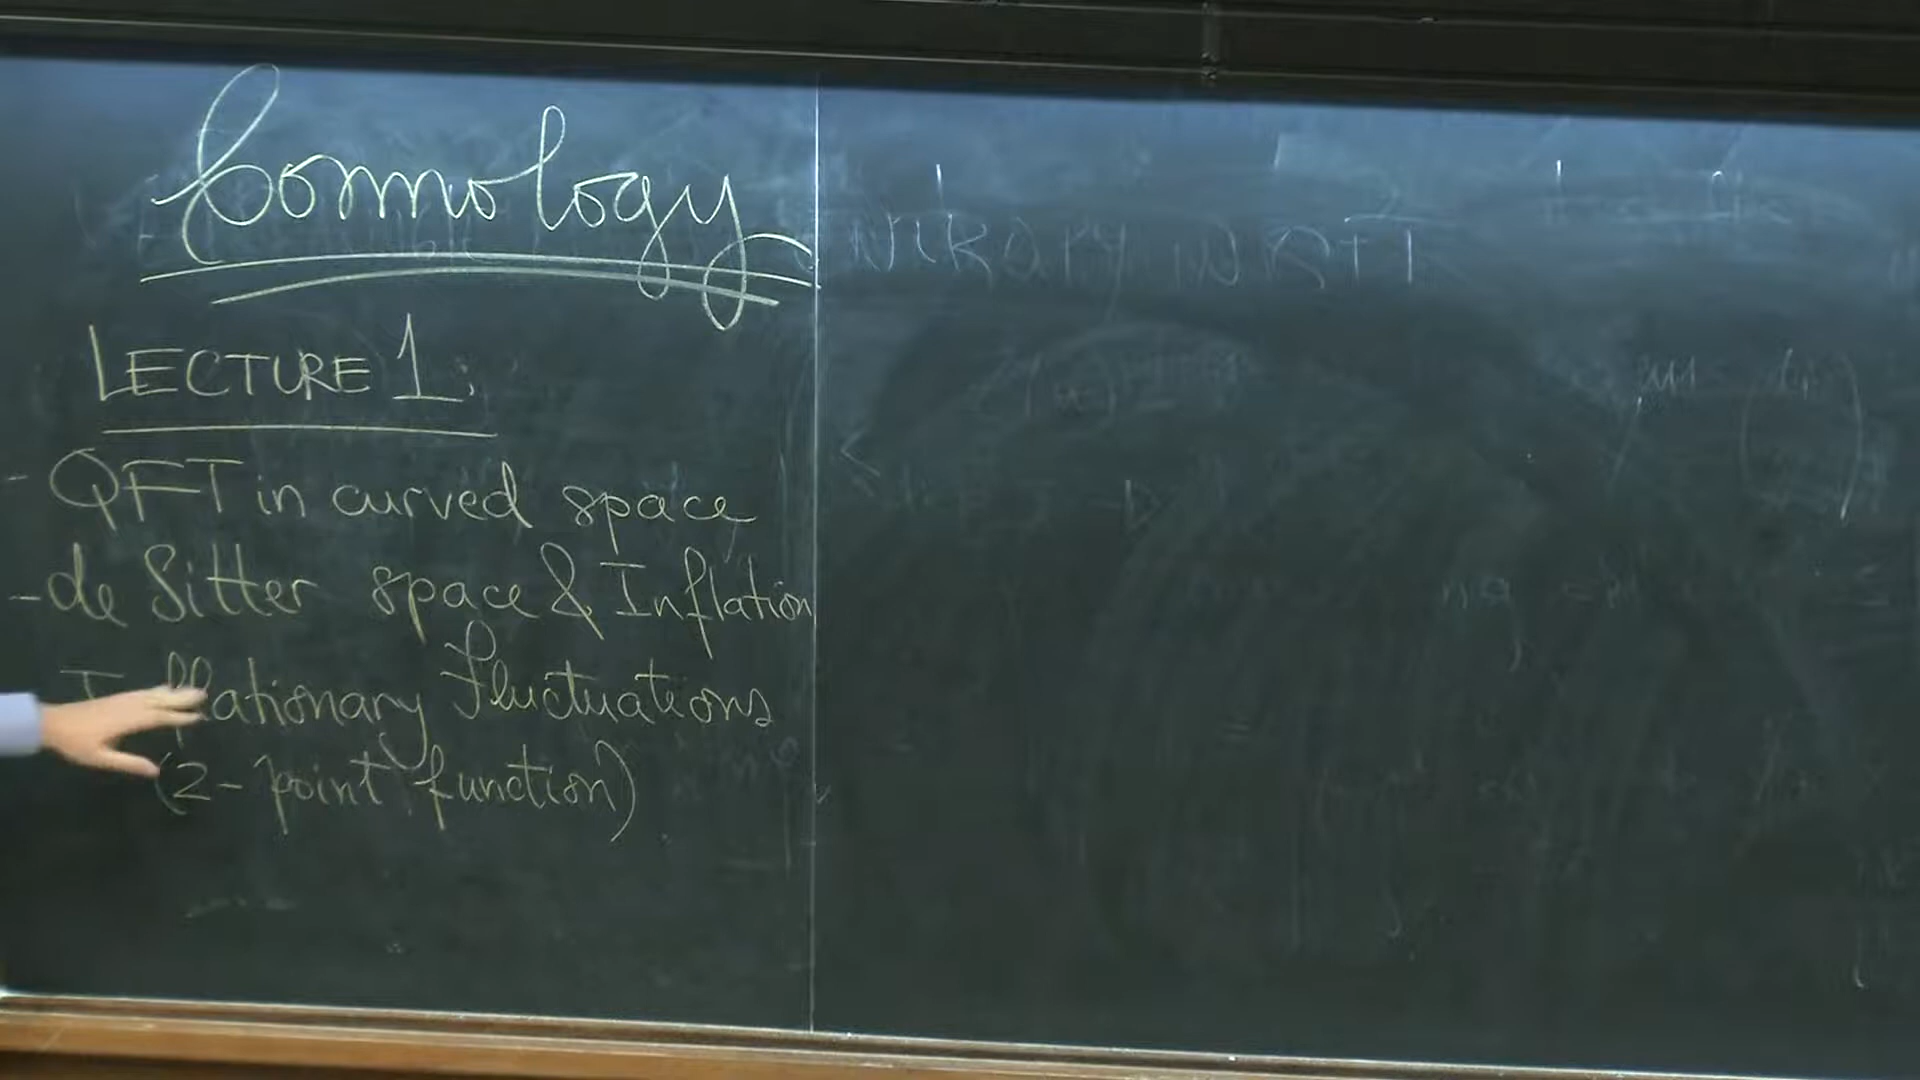 Cosmology
LECTURE 1:
- QFT in curved space
- de Sitter space & Inflation
Inflationary Fluctuations
(2-point function)